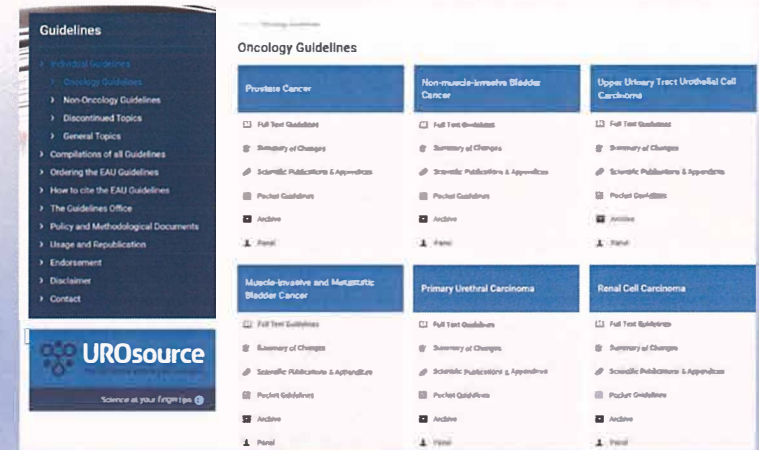 Guidelines
Individual Guidelines
Oncology Guidelines
Non-Oncology Guidelines
Discontinued Topics
General Topics
Compilations of all Guidelines
Ordering the EAU Guidelines
How to cite the EAU Guidelines
The Guidelines Office
Policy and Methodological Documents
Usage and Republication
Endorsement
Disclaimer
Contact
UROsource
Science at your fingertips
Oncology Guidelines
Prostate Cancer
Full Text Guidelines
Summary of Changes
Scientific Publications & Appendices
Pocket Guidelines
Archive
Panel
Non-muscle-invasive Bladder
Cancer
Full Text Guidelines
Summary of Changes
Scientific Publications & Appendices
Pocket Guidelines
Archive
Panel
Upper Urinary Tract Urothelial Cell
Carcinoma
Full Text Guidelines
Summary of Changes
Scientific Publications & Appendices
Pocket Guidelines
Archive
Panel
Muscle-invasive and Metastatic
Bladder Cancer
Full Text Guidelines
Summary of Changes
Scientific Publications & Appendices
Pocket Guidelines
Archive
Panel
Primary Urethral Carcinoma
Full Text Guidelines
Summary of Changes
Scientific Publications & Appendices
Pocket Guidelines
Archive
Panel
Renal Cell Carcinoma
Full Text Guidelines
Summary of Changes
Scientific Publications & Appendices
Pocket Guidelines
Archive
Panel